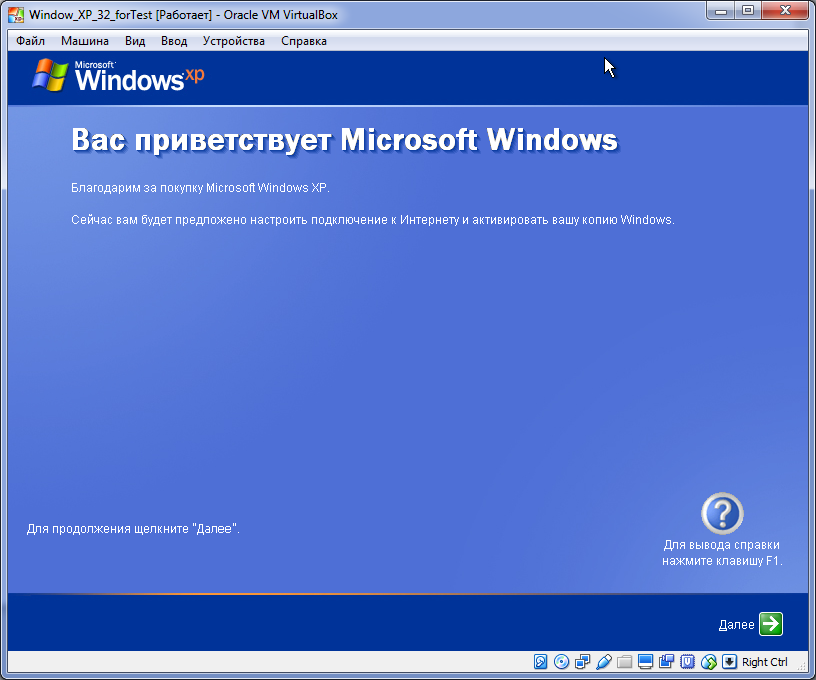 Window_XP_32_forTest [Работает] - Oracle VM VirtualBox
Файл Машина Вид Ввод Устройства Справка
Microsoft
Windows xp
Вас приветствует Microsoft Windows
Благодарим за покупку Microsoft Windows XP.
Сейчас вам будет предложено настроить подключение к Интернету и активировать вашу копию Windows.
Для продолжения щелкните "Далее".
Для вывода справки
нажмите клавишу F1.
Далее
Right Ctrl